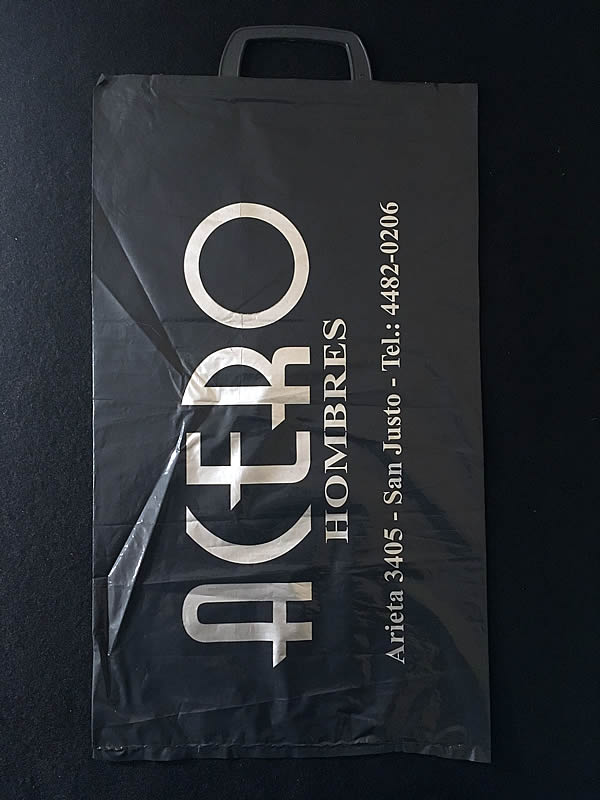 ACERO
HOMBRES
Arieta 3405 - San Justo - Tel.: 4482-0206